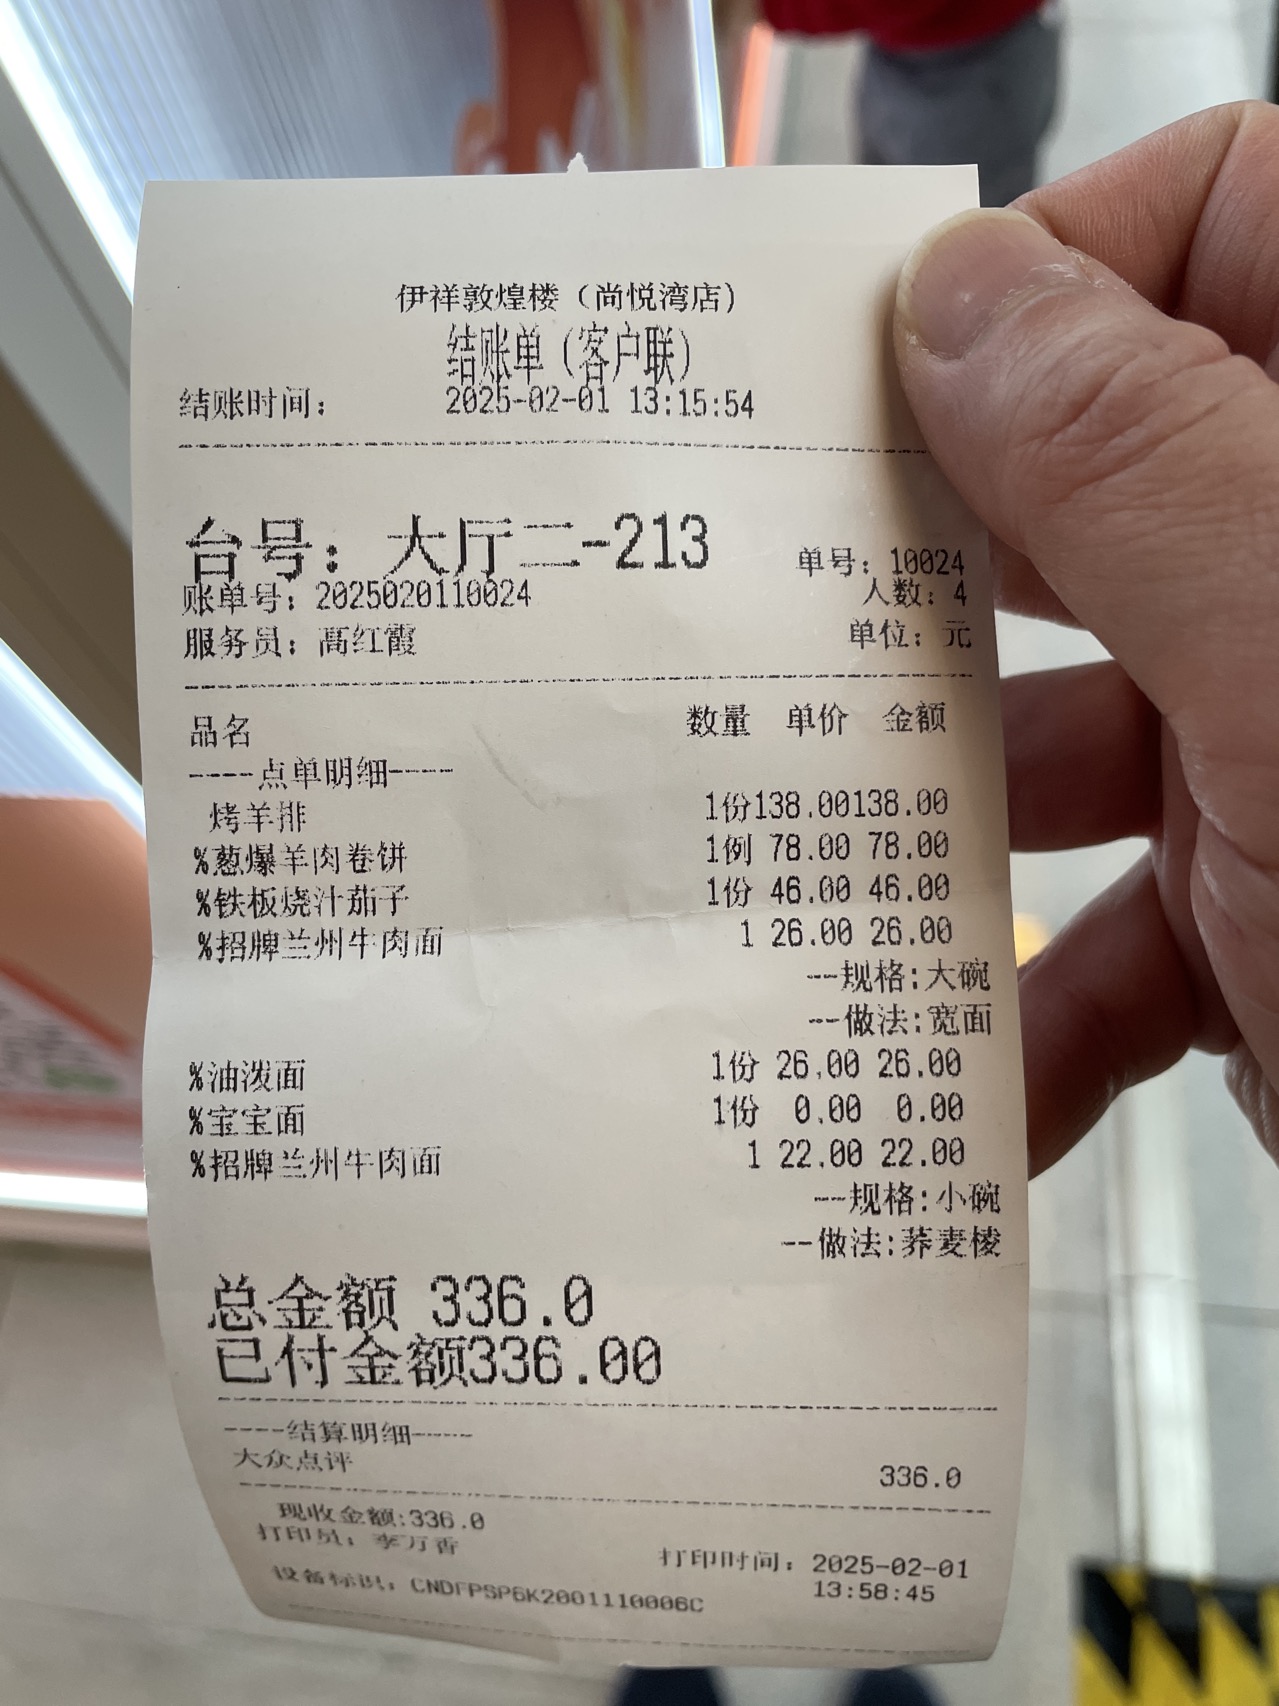 伊祥敦煌楼（尚悦湾店）
结账单（客户联）
结账时间： 2025-02-01 13:15:54
台号：大厅二-213 单号：10024
账单号：2025020110024 人数：4
服务员：高红霞 单位：元
品名 数量 单价 金额
----点单明细----
烤羊排 1份138.00138.00
%葱爆羊肉卷饼 1例 78.00 78.00
%铁板烧汁茄子 1份 46.00 46.00
%招牌兰州牛肉面 1 26.00 26.00
--规格:大碗
--做法:宽面
%油泼面 1份 26.00 26.00
%宝宝面 1份 0.00 0.00
%招牌兰州牛肉面 1 22.00 22.00
--规格:小碗
--做法:荞麦棱
总金额 336.0
已付金额336.00
----结算明细----
大众点评 336.0
现收金额:336.0
打印员：李万香 打印时间：2025-02-01
13:58:45
设备标识：CNDFPSP6K2001110006C